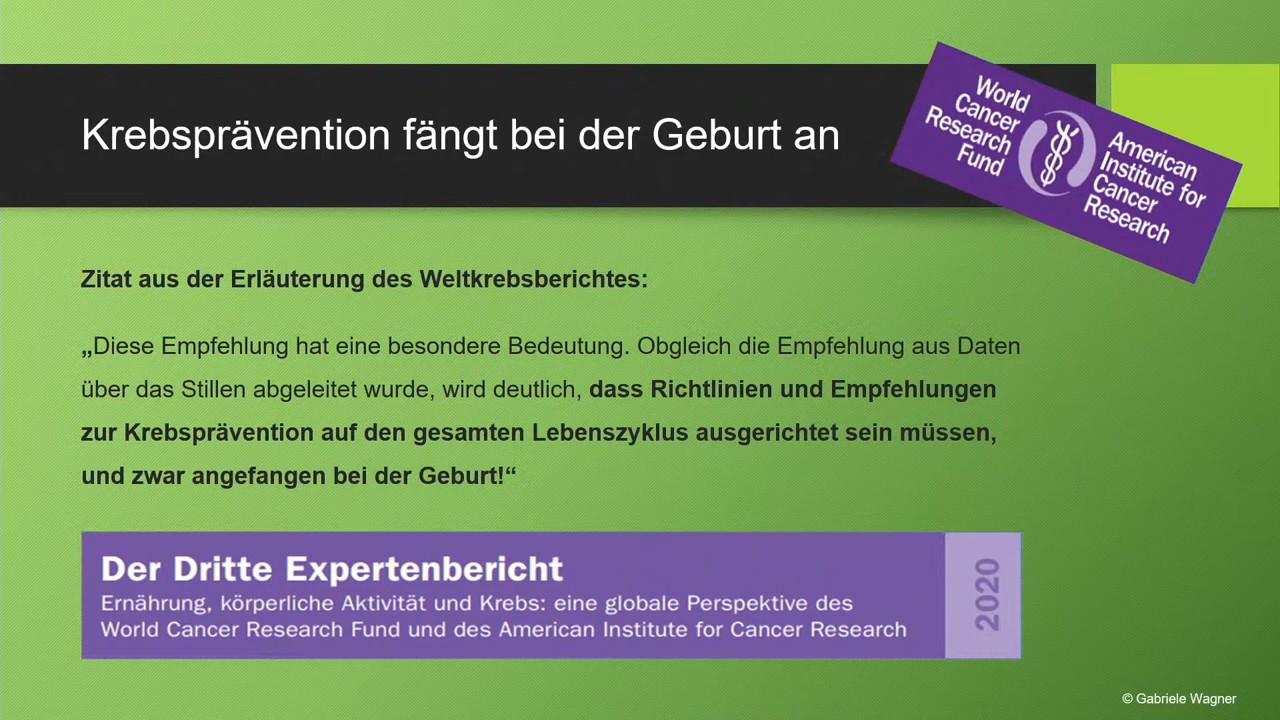 Krebsprävention fängt bei der Geburt an
World
Cancer
Research
Fund
American
Institute for
Cancer
Research
Zitat aus der Erläuterung des Weltkrebsberichtes:
„Diese Empfehlung hat eine besondere Bedeutung. Obgleich die Empfehlung aus Daten
über das Stillen abgeleitet wurde, wird deutlich, dass Richtlinien und Empfehlungen
zur Krebsprävention auf den gesamten Lebenszyklus ausgerichtet sein müssen,
und zwar angefangen bei der Geburt!“
Der Dritte Expertenbericht
Ernährung, körperliche Aktivität und Krebs: eine globale Perspektive des
World Cancer Research Fund und des American Institute for Cancer Research
2020
© Gabriele Wagner